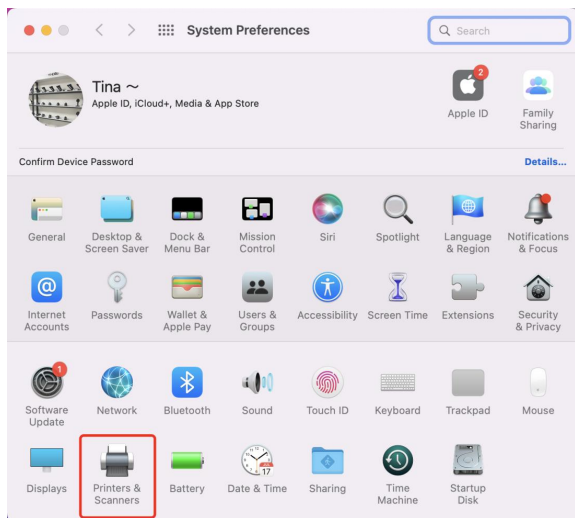 System Preferences
Search
Tina ~
Apple ID, iCloud+, Media & App Store
2
Apple ID
Family
Sharing
Confirm Device Password
Details...
General
Desktop &
Screen Saver
Dock &
Menu Bar
Mission
Control
Siri
Spotlight
Language
& Region
Notifications
& Focus
@
Internet
Accounts
Passwords
Wallet &
Apple Pay
Users &
Groups
Accessibility
Screen Time
Extensions
Security
& Privacy
1
Software
Update
Network
Bluetooth
Sound
Touch ID
Keyboard
Trackpad
Mouse
Displays
Printers &
Scanners
Battery
JUL
17
Date & Time
Sharing
Time
Machine
Startup
Disk